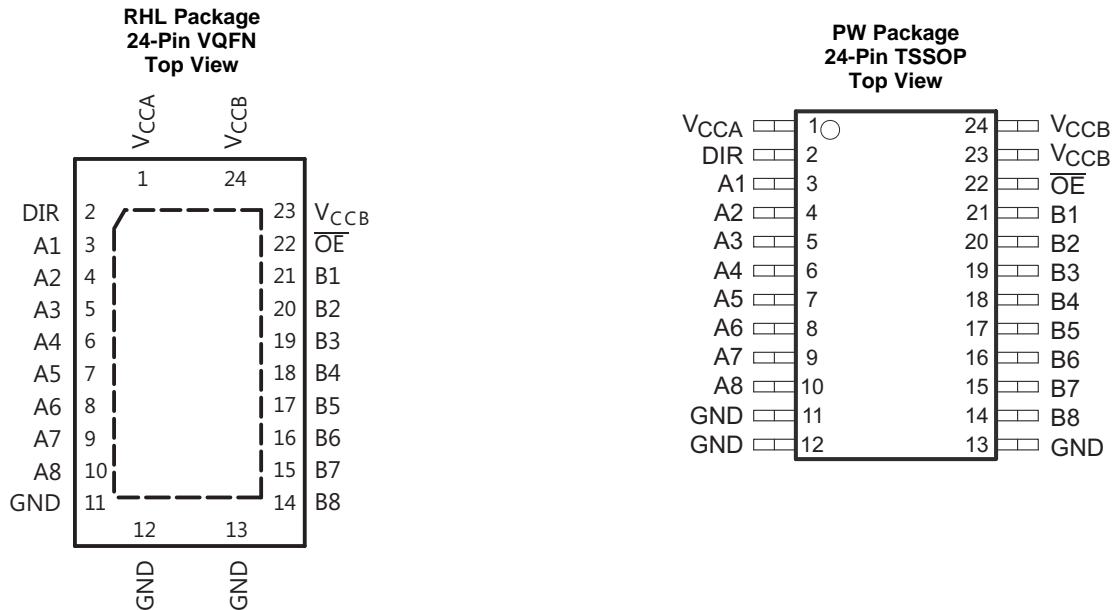 RHL Package
24-Pin VQFN
Top View
VCCA
VCCB
1 24
DIR 2 23 VCCB
A1 3 22 OE
A2 4 21 B1
A3 5 20 B2
A4 6 19 B3
A5 7 18 B4
A6 8 17 B5
A7 9 16 B6
A8 10 15 B7
GND 11 14 B8
12 13
GND
GND
PW Package
24-Pin TSSOP
Top View
VCCA 1 24 VCCB
DIR 2 23 VCCB
A1 3 22 OE
A2 4 21 B1
A3 5 20 B2
A4 6 19 B3
A5 7 18 B4
A6 8 17 B5
A7 9 16 B6
A8 10 15 B7
GND 11 14 B8
GND 12 13 GND